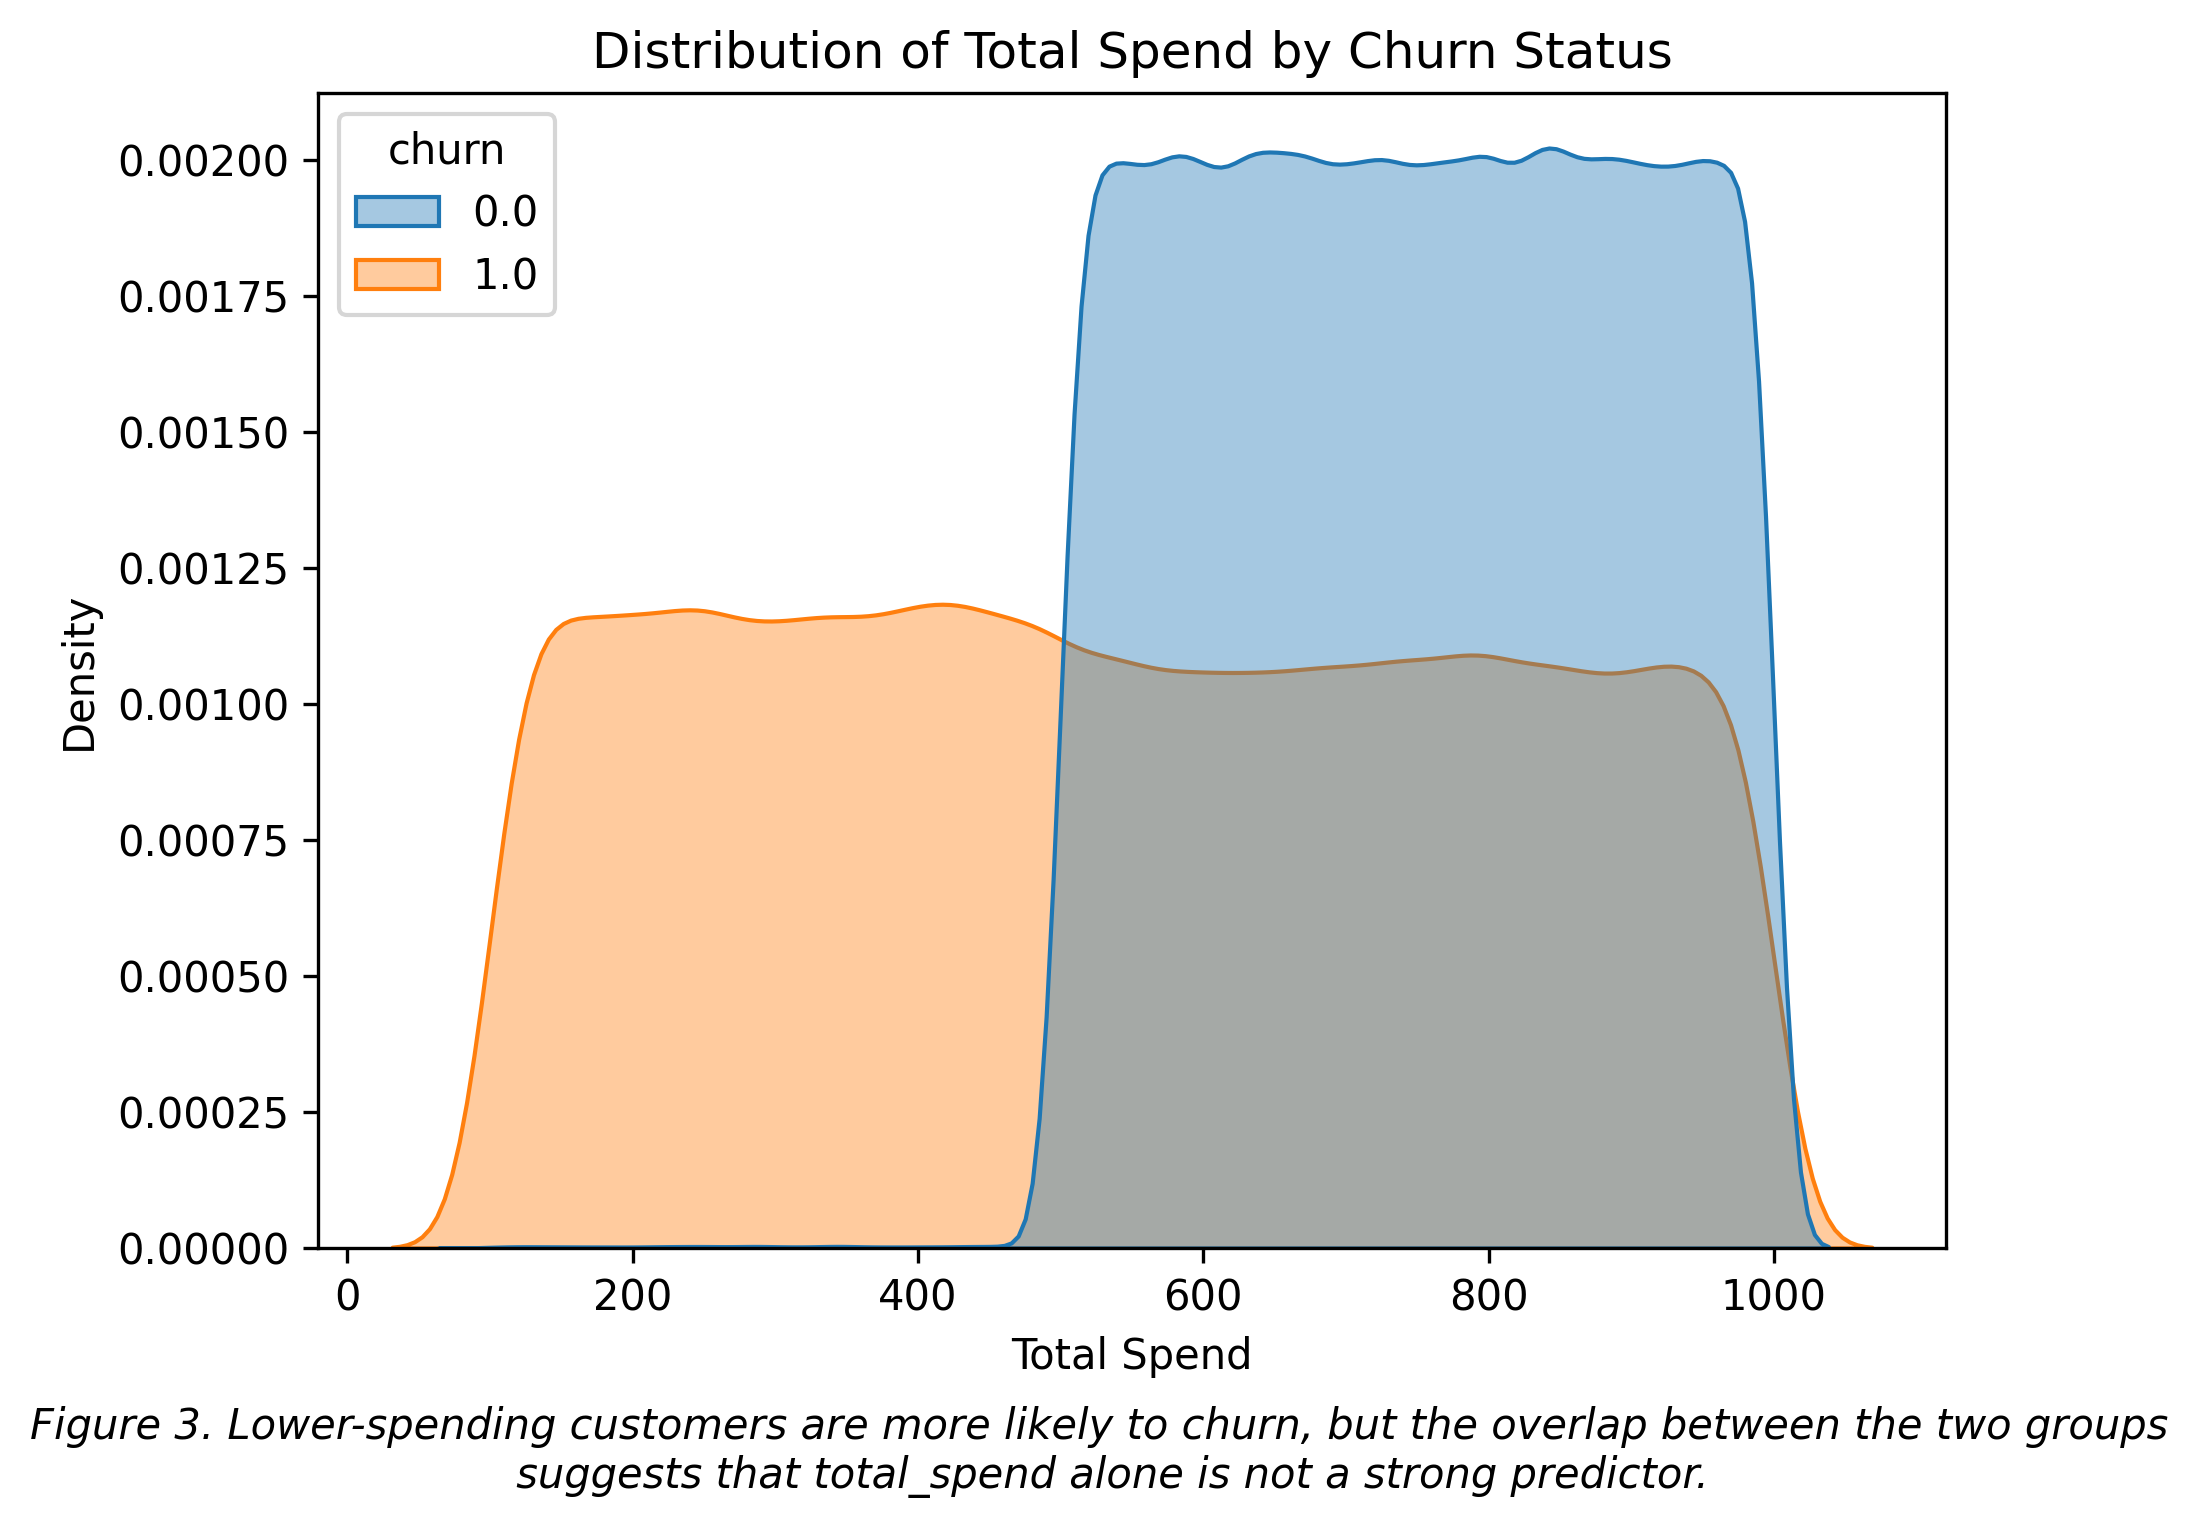 Distribution of Total Spend by Churn Status
churn
0.0
1.0
0.00200
0.00175
0.00150
0.00125
0.00100
0.00075
0.00050
0.00025
0.00000
Density
0 200 400 600 800 1000
Total Spend
Figure 3. Lower-spending customers are more likely to churn, but the overlap between the two groups
suggests that total_spend alone is not a strong predictor.